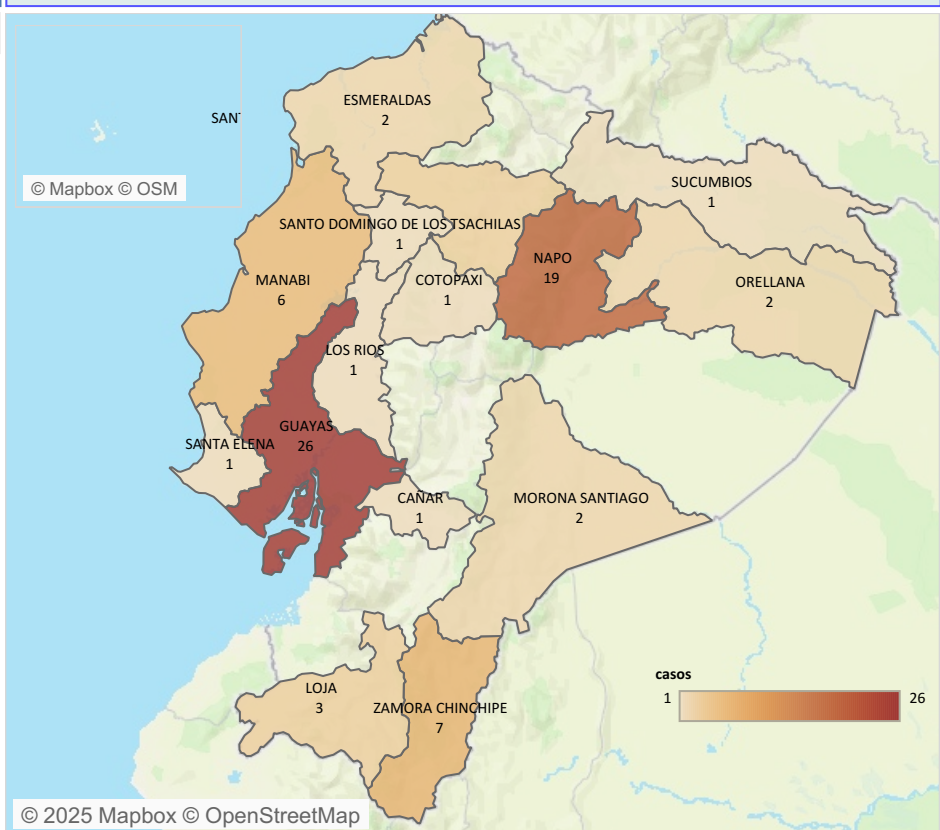 ESMERALDAS
2
SAN
© Mapbox © OSM
SUCUMBIOS
1
SANTO DOMINGO DE LOS TSACHILAS
1
NAPO
19
MANABI
6
COTOPAXI
1
ORELLANA
2
LOS RIOS
1
GUAYAS
26
SANTA ELENA
1
CAÑAR
1
MORONA SANTIAGO
2
casos
1 26
LOJA
3
ZAMORA CHINCHIPE
7
© 2025 Mapbox © OpenStreetMap